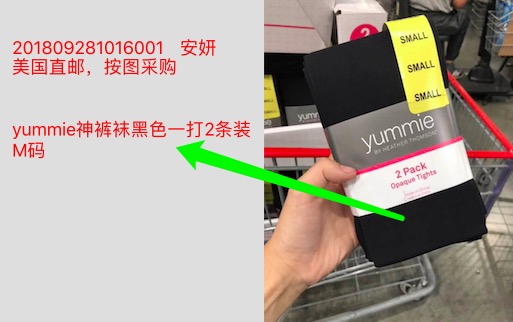 201809281016001 安妍
美国直邮，按图采购
yummie神裤袜黑色一打2条装
M码
SMALL
SMALL
SMALL
yummie
BY HEATHER THOMSON
2 Pack
Opaque Tights